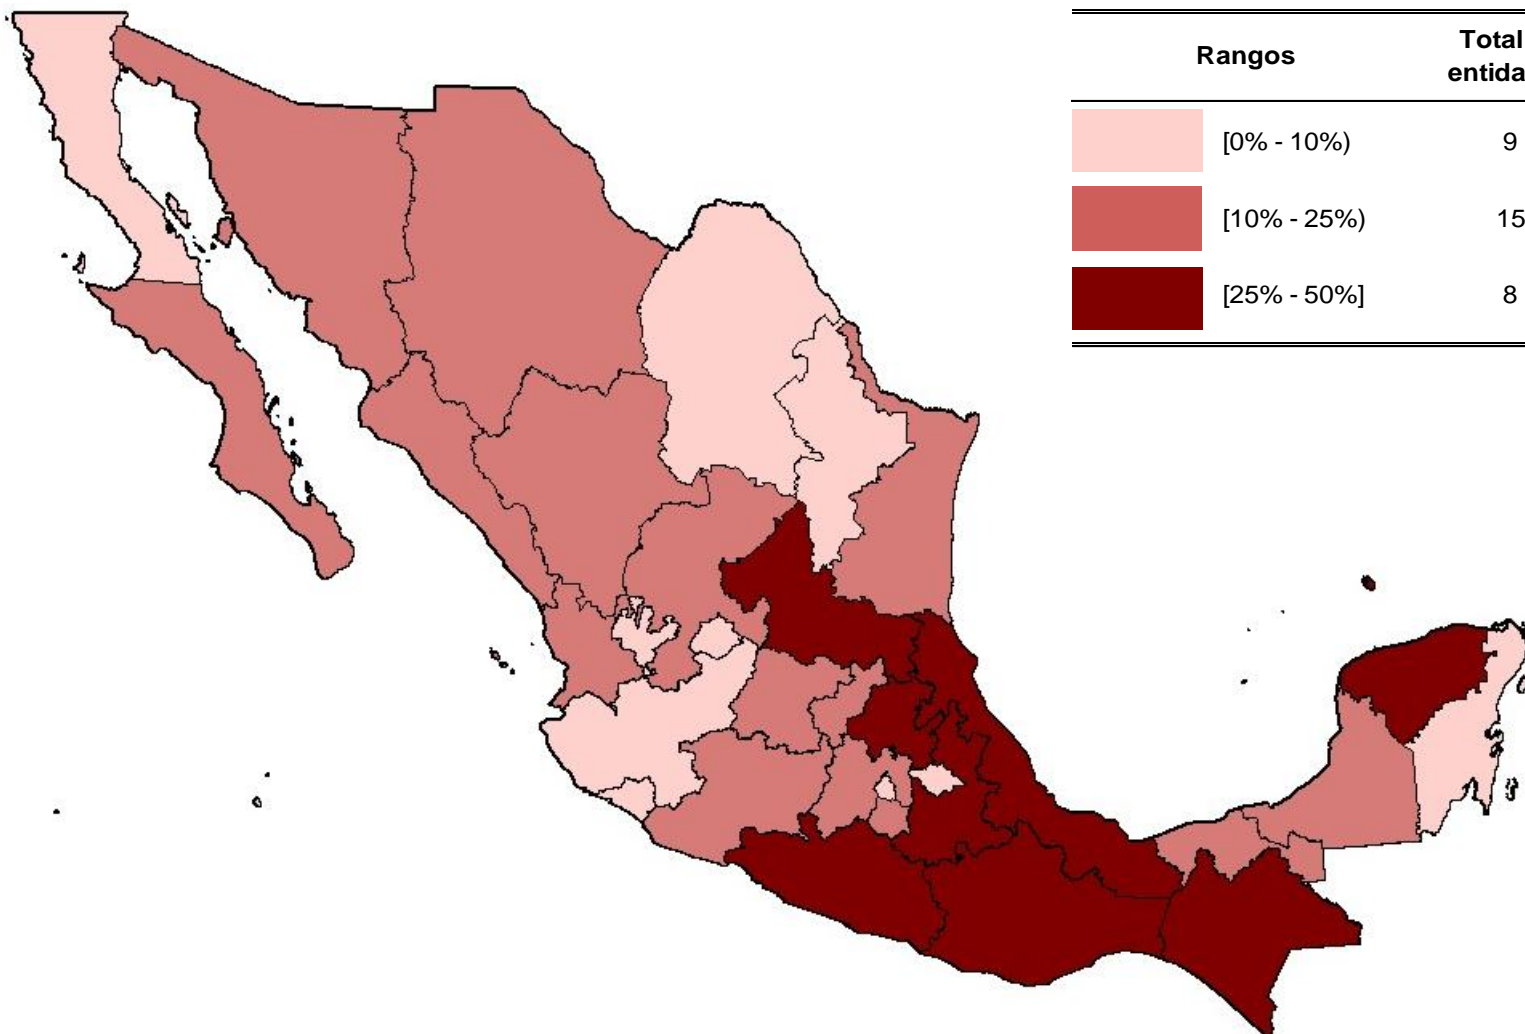 Rangos
Total
entida
[0% - 10%) 9
[10% - 25%) 15
[25% - 50%] 8